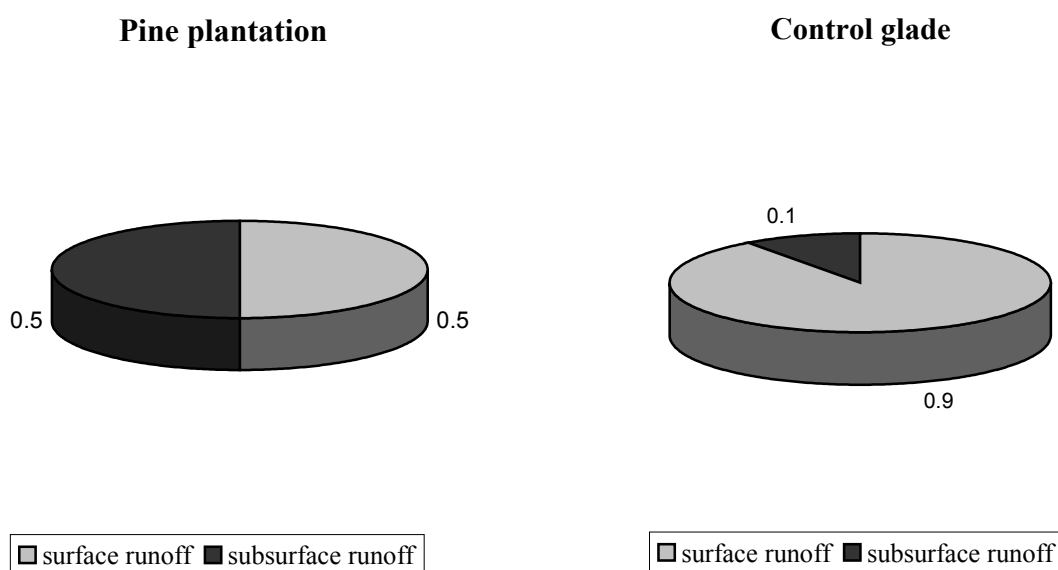 Pine plantation
0.5
0.5
surface runoff subsurface runoff
Control glade
0.1
0.9
surface runoff subsurface runoff